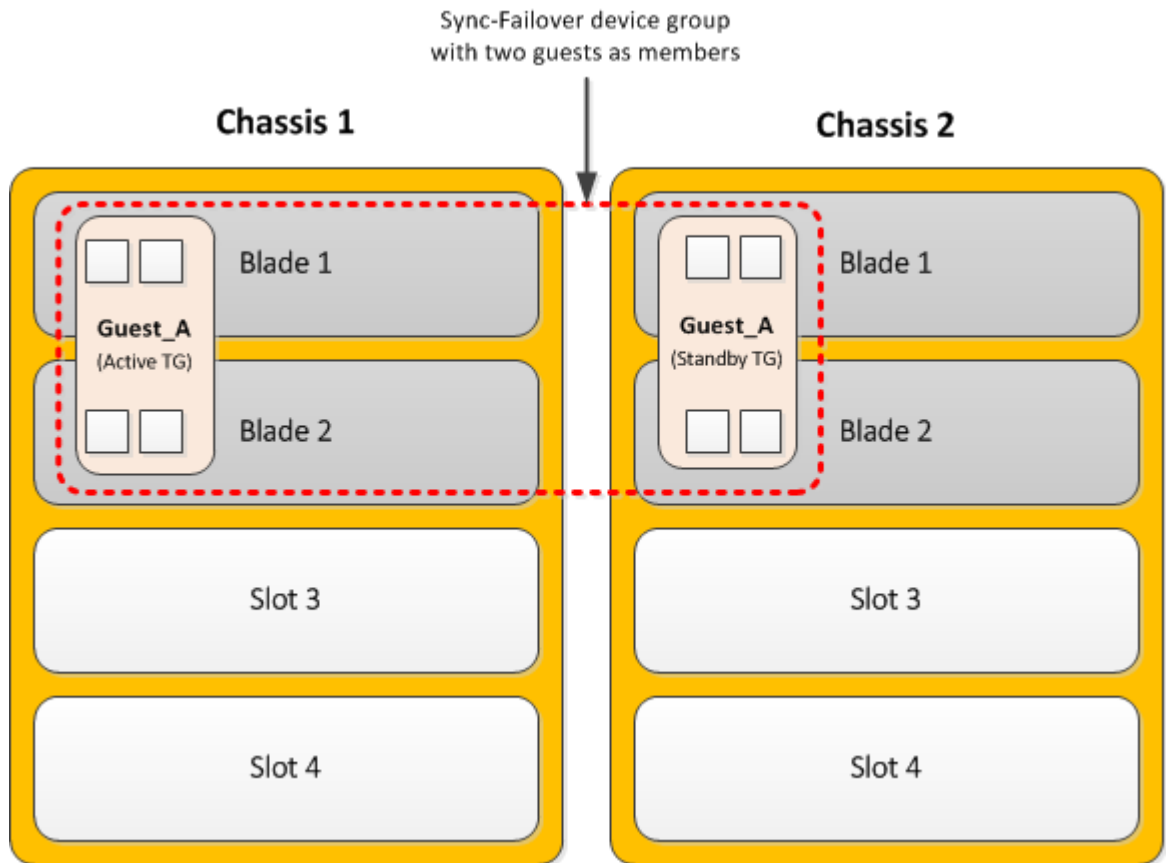 Sync-Failover device group
with two guests as members
Chassis 1
Chassis 2
Blade 1
Guest_A
(Active TG)
Blade 2
Slot 3
Slot 4
Blade 1
Guest_A
(Standby TG)
Blade 2
Slot 3
Slot 4